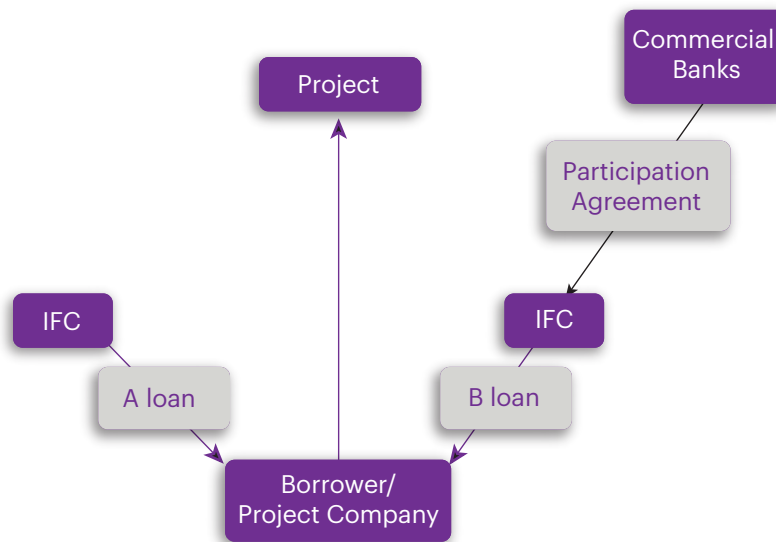 Commercial
Banks
Project
Participation
Agreement
IFC
IFC
A loan
B loan
Borrower/
Project Company